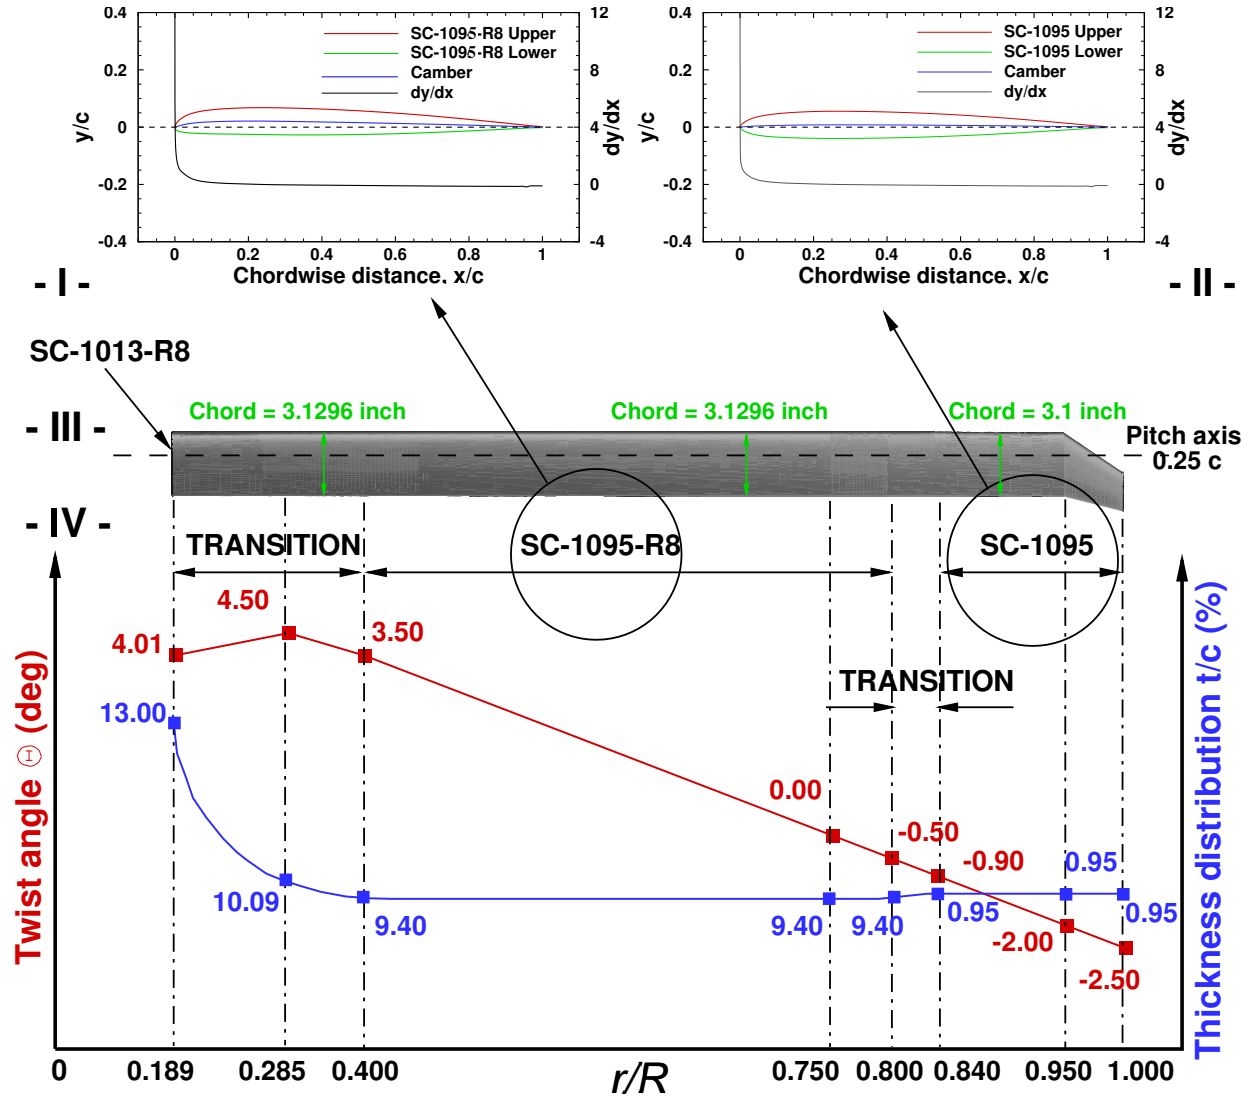 0.4
0.2
0
-0.2
-0.4
y/c
12
8
4
0
-4
dy/dx
SC-1095-R8 Upper
SC-1095-R8 Lower
Camber
dy/dx
0 0.2 0.4 0.6 0.8 1
Chordwise distance, x/c
0.4
0.2
0
-0.2
-0.4
y/c
12
8
4
0
-4
dy/dx
SC-1095 Upper
SC-1095 Lower
Camber
dy/dx
0 0.2 0.4 0.6 0.8 1
Chordwise distance, x/c
- I -
- II -
SC-1013-R8
- III -
Chord = 3.1296 inch
Chord = 3.1296 inch
Chord = 3.1 inch
Pitch axis
0.25 c
- IV -
TRANSITION
SC-1095-R8
SC-1095
4.01
4.50
3.50
TRANSITION
13.00
0.00
-0.50
-0.90
0.95
10.09
9.40
9.40
9.40
0.95
0.95
-2.00
-2.50
Twist angle Θ (deg)
Thickness distribution t/c (%)
0 0.189 0.285 0.400 0.750 0.800 0.840 0.950 1.000
r/R